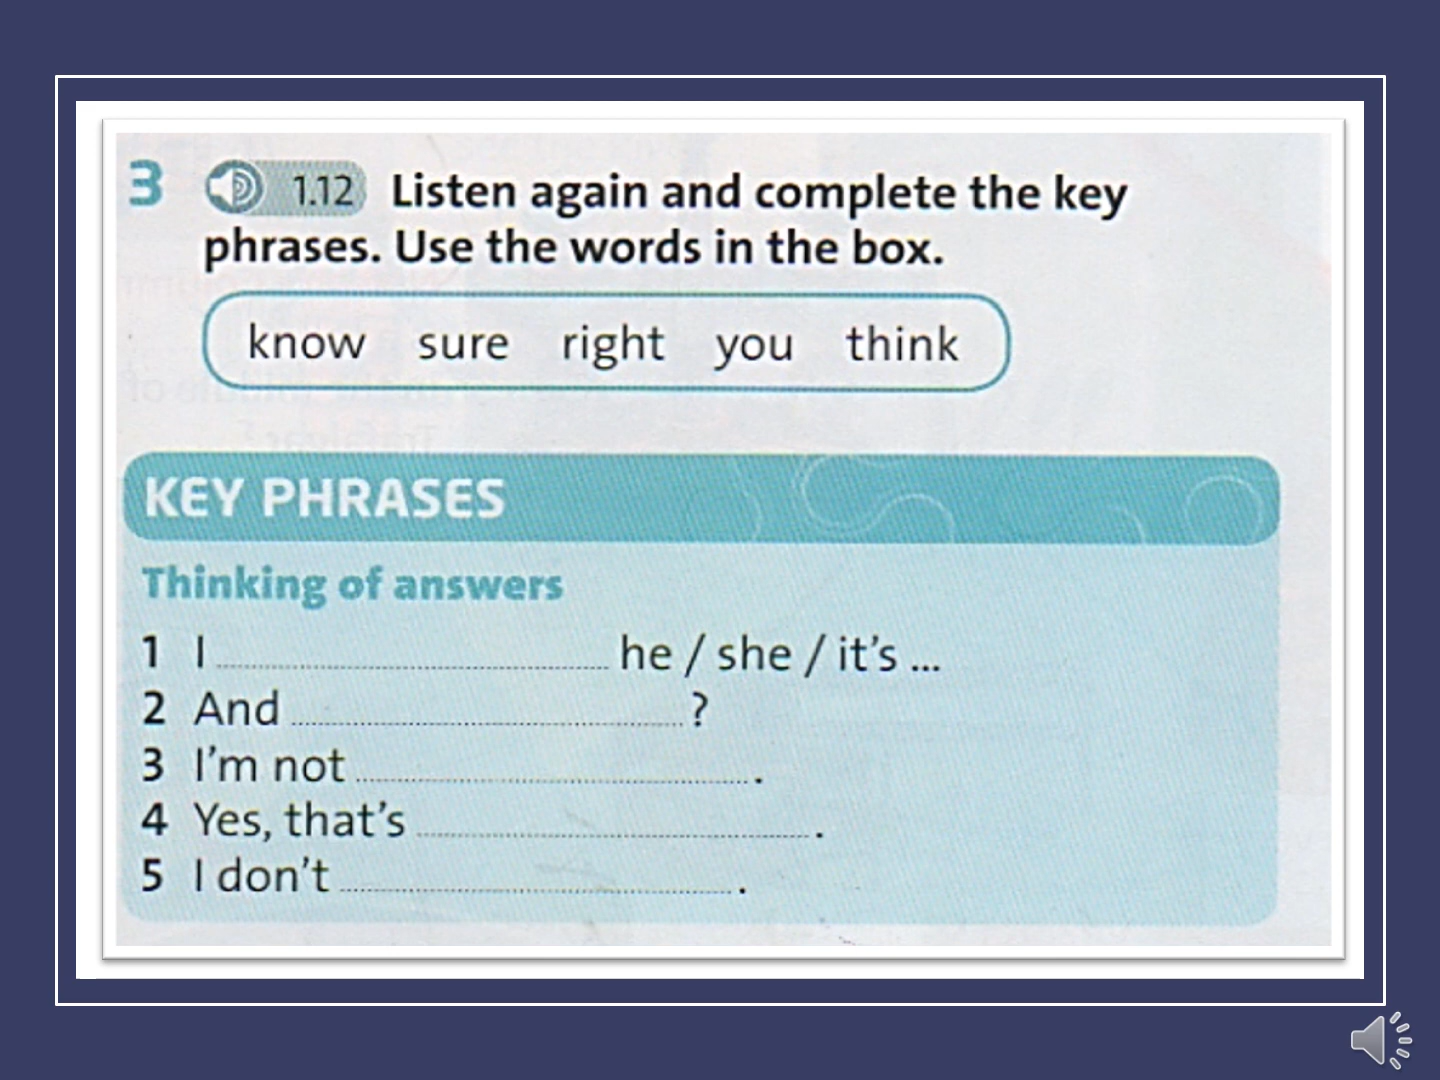 3 1.12 Listen again and complete the key
phrases. Use the words in the box.
know sure right you think
KEY PHRASES
Thinking of answers
1 I ........................ he / she / it's ...
2 And ........................ ?
3 I'm not ........................ .
4 Yes, that's ........................ .
5 I don't ........................ .